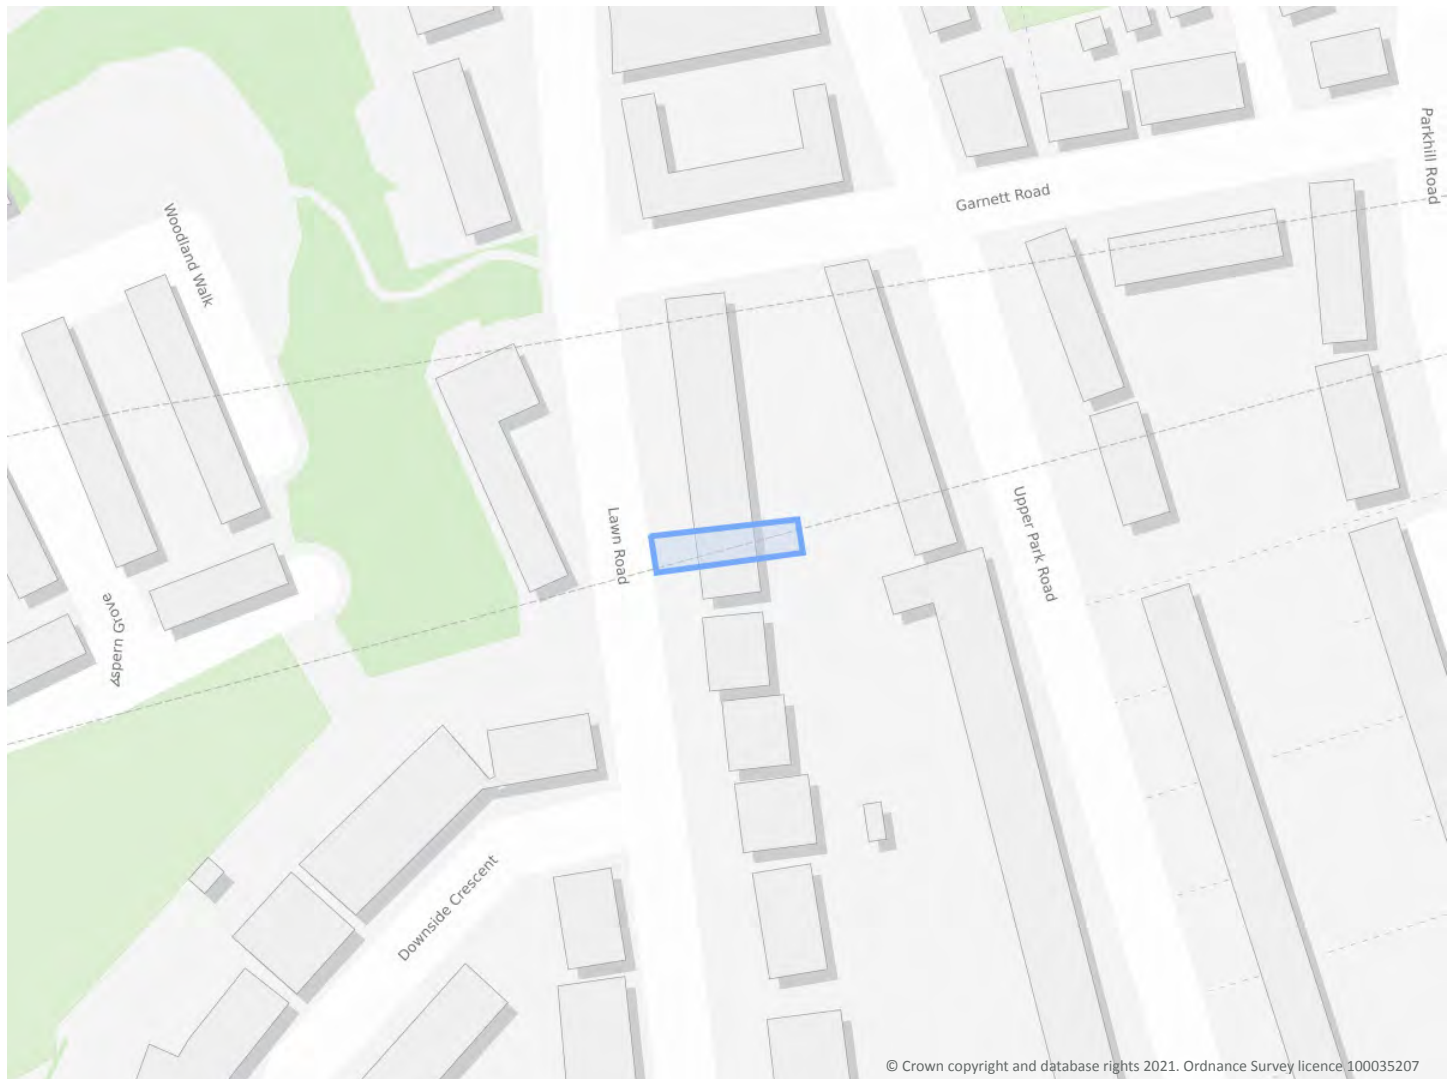 Parkhill Road
Garnett Road
Woodland Walk
Lawn Road
Upper Park Road
Aspern Grove
Downside Crescent
© Crown copyright and database rights 2021. Ordnance Survey licence 100035207